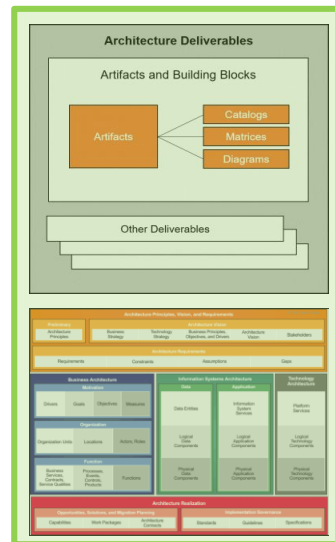 Architecture Deliverables
Artifacts and Building Blocks
Artifacts
Catalogs
Matrices
Diagrams
Other Deliverables
Architecture Principles, Vision, and Requirements
Preliminary
Architecture Vision
Architecture
Principles
Business
Strategy
Technology
Strategy
Business Principles,
Objectives, and Drivers
Architecture
Vision
Stakeholders
Architecture Requirements
Requirements
Constraints
Assumptions
Gaps
Business Architecture
Motivation
Drivers
Goals
Objectives
Measures
Organization
Organization Units
Locations
Actors, Roles
Function
Business
Services,
Contracts,
Service Qualities
Processes,
Events,
Controls,
Products
Functions
Information Systems Architecture
Data
Application
Data Entities
Information
System
Services
Logical
Data
Components
Logical
Application
Components
Physical
Data
Components
Physical
Application
Components
Technology
Architecture
Platform
Services
Logical
Technology
Components
Physical
Technology
Components
Architecture Realization
Opportunities, Solutions, and Migration Planning
Implementation Governance
Capabilities
Work Packages
Architecture
Contracts
Standards
Guidelines
Specifications